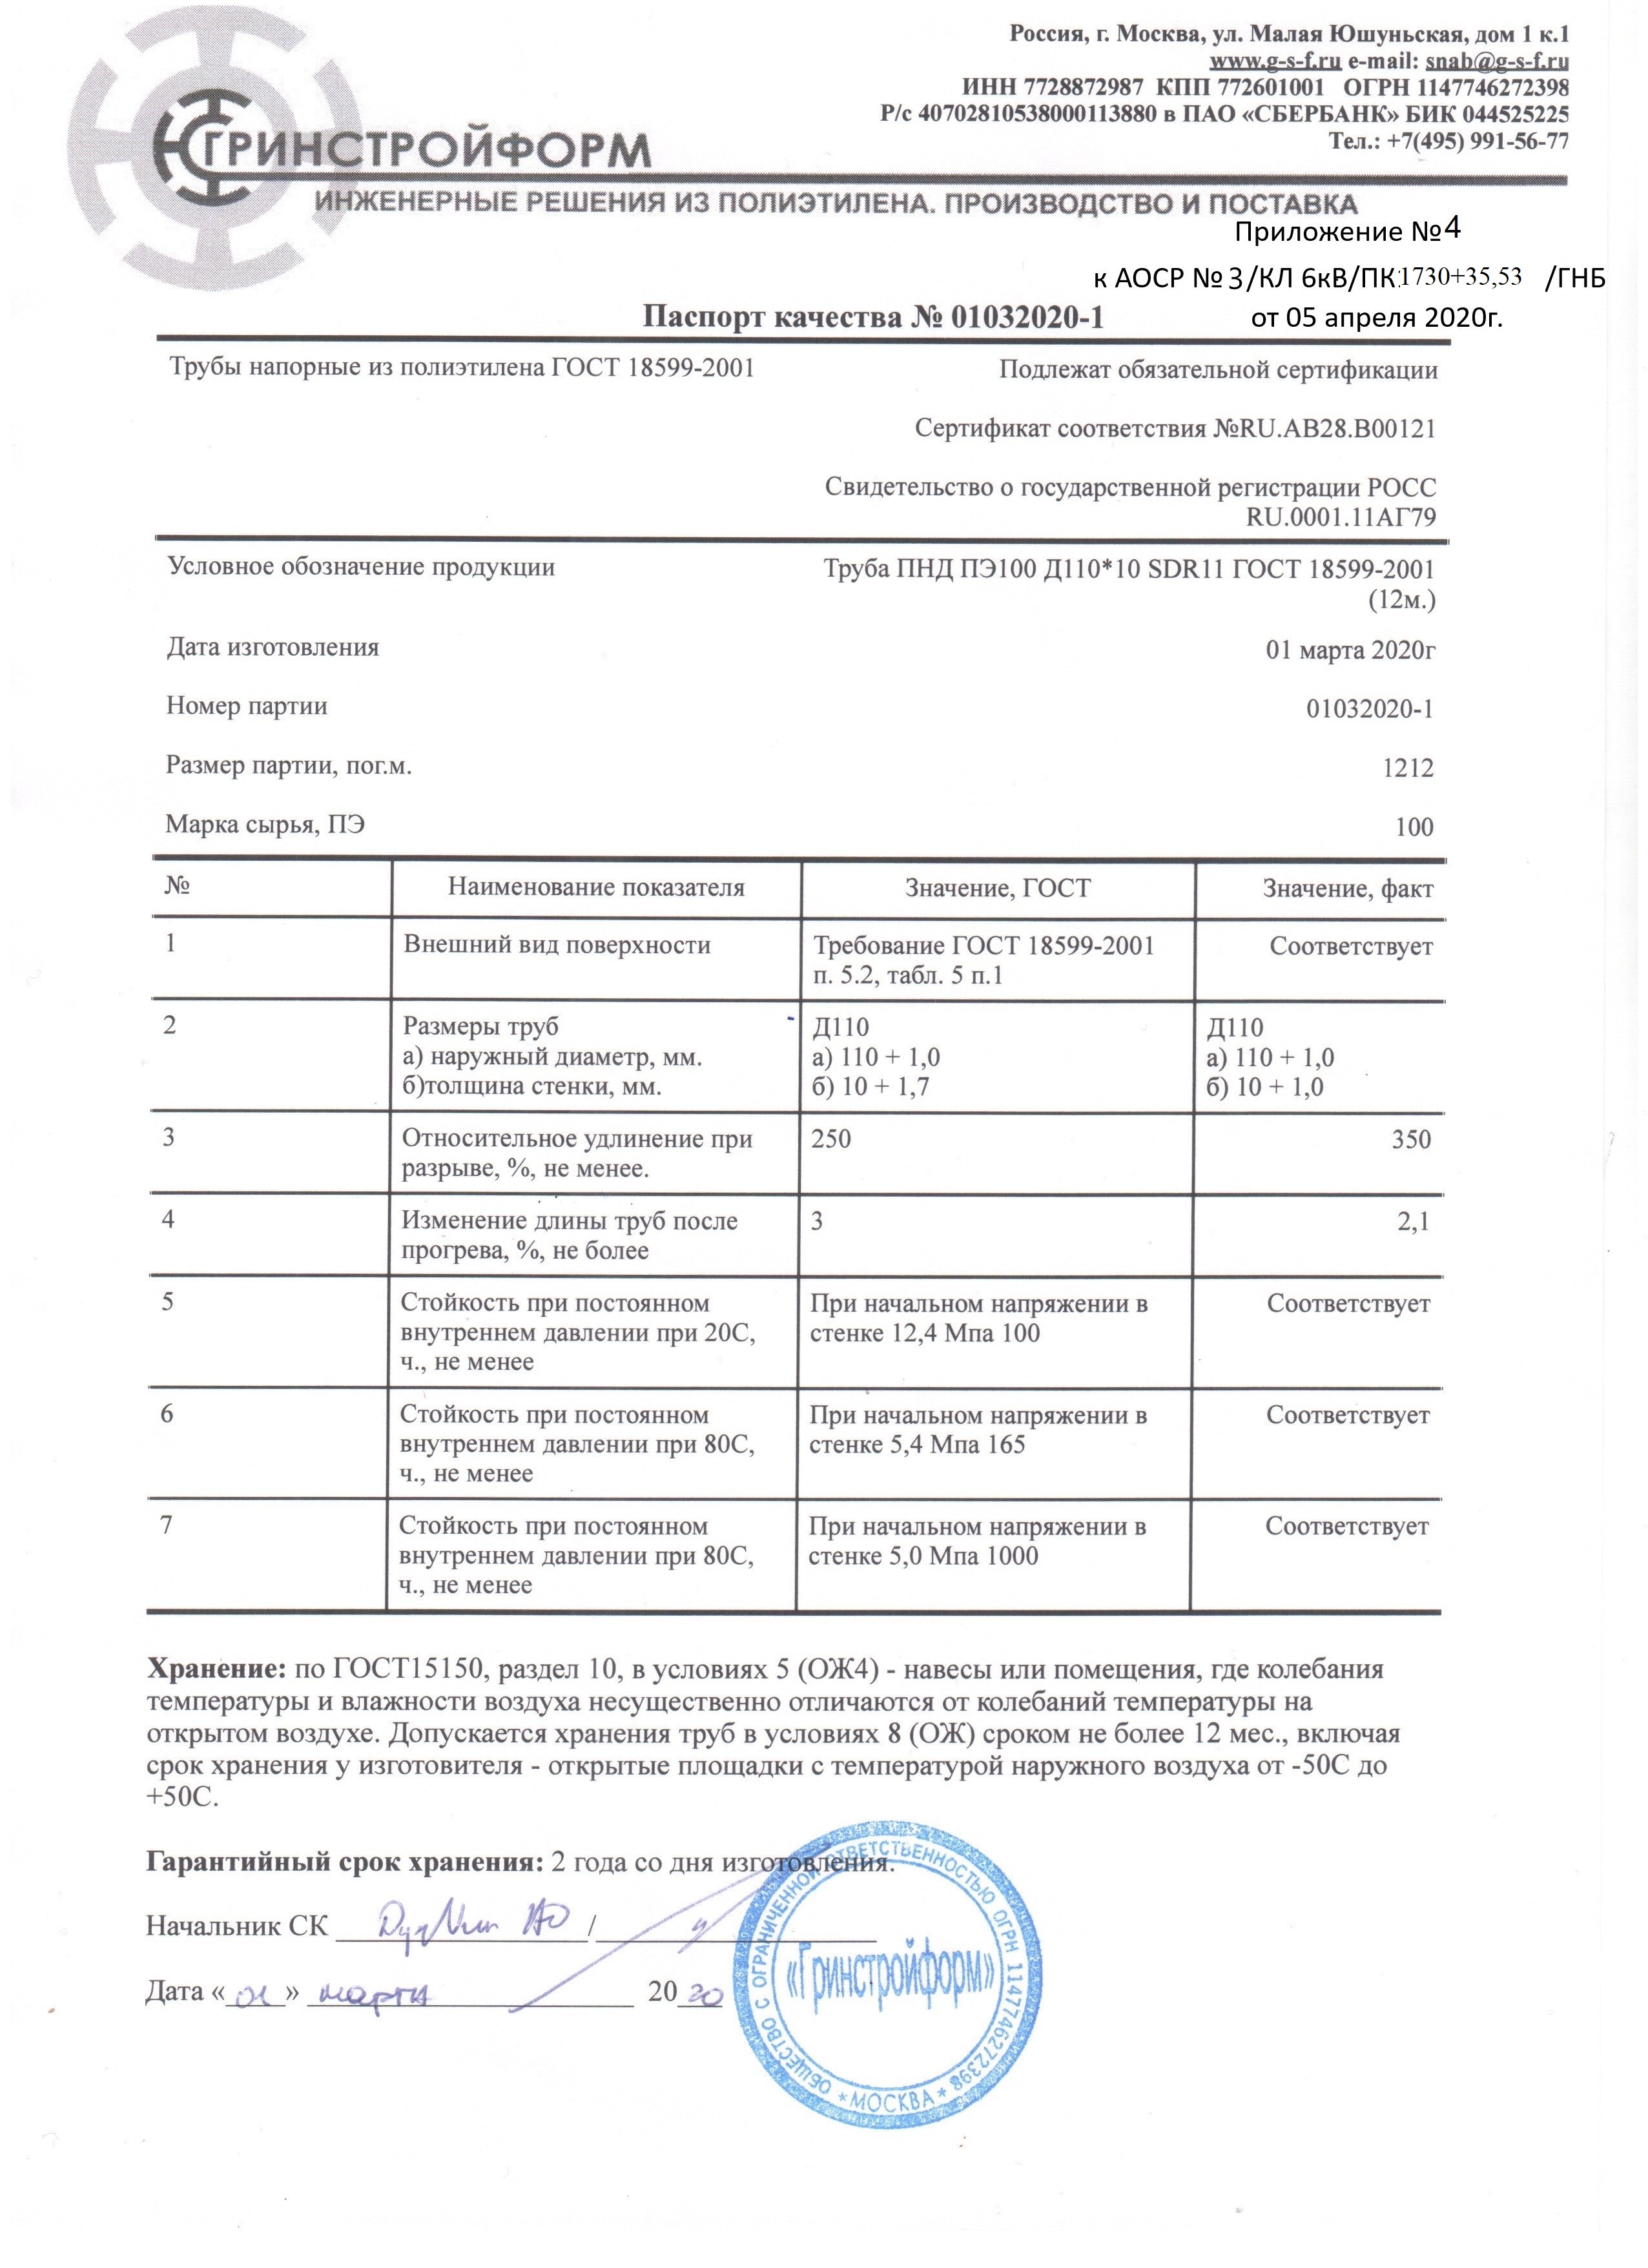 Россия, г. Москва, ул. Малая Юшуньская, дом 1 к.1
www.g-s-f.ru e-mail: snab@g-s-f.ru
ИНН 7728872987 КПП 772601001 ОГРН 1147746272398
Р/с 40702810538000113880 в ПАО «СБЕРБАНК» БИК 044525225
Тел.: +7(495) 991-56-77
ГРИНСТРОЙФОРМ
ИНЖЕНЕРНЫЕ РЕШЕНИЯ ИЗ ПОЛИЭТИЛЕНА. ПРОИЗВОДСТВО И ПОСТАВКА
Приложение №4
к АОСР № 3/КЛ 6кВ/ПК 1730+35,53 /ГНБ
от 05 апреля 2020г.
Паспорт качества № 01032020-1
Трубы напорные из полиэтилена ГОСТ 18599-2001
Подлежат обязательной сертификации
Сертификат соответствия №RU.АВ28.В00121
Свидетельство о государственной регистрации РОСС
RU.0001.11АГ79
Условное обозначение продукции
Труба ПНД ПЭ100 Д110*10 SDR11 ГОСТ 18599-2001
(12м.)
Дата изготовления
01 марта 2020г
Номер партии
01032020-1
Размер партии, пог.м.
1212
Марка сырья, ПЭ
100
№
Наименование показателя
Значение, ГОСТ
Значение, факт
1
Внешний вид поверхности
Требование ГОСТ 18599-2001
п. 5.2, табл. 5 п.1
Соответствует
2
Размеры труб
а) наружный диаметр, мм.
б)толщина стенки, мм.
Д110
а) 110 + 1,0
б) 10 + 1,7
Д110
а) 110 + 1,0
б) 10 + 1,0
3
Относительное удлинение при
разрыве, %, не менее.
250
350
4
Изменение длины труб после
прогрева, %, не более
3
2,1
5
Стойкость при постоянном
внутреннем давлении при 20С,
ч., не менее
При начальном напряжении в
стенке 12,4 Мпа 100
Соответствует
6
Стойкость при постоянном
внутреннем давлении при 80С,
ч., не менее
При начальном напряжении в
стенке 5,4 Мпа 165
Соответствует
7
Стойкость при постоянном
внутреннем давлении при 80С,
ч., не менее
При начальном напряжении в
стенке 5,0 Мпа 1000
Соответствует
Хранение: по ГОСТ15150, раздел 10, в условиях 5 (ОЖ4) - навесы или помещения, где колебания
температуры и влажности воздуха несущественно отличаются от колебаний температуры на
открытом воздухе. Допускается хранения труб в условиях 8 (ОЖ) сроком не более 12 мес., включая
срок хранения у изготовителя - открытые площадки с температурой наружного воздуха от -50С до
+50С.
Гарантийный срок хранения: 2 года со дня изготовления.
Начальник СК /
Дата « 01 » марта 2020
ОБЩЕСТВО С ОГРАНИЧЕННОЙ ОТВЕТСТВЕННОСТЬЮ ОГРН 1147746272398
«Гринстройформ»
* МОСКВА *